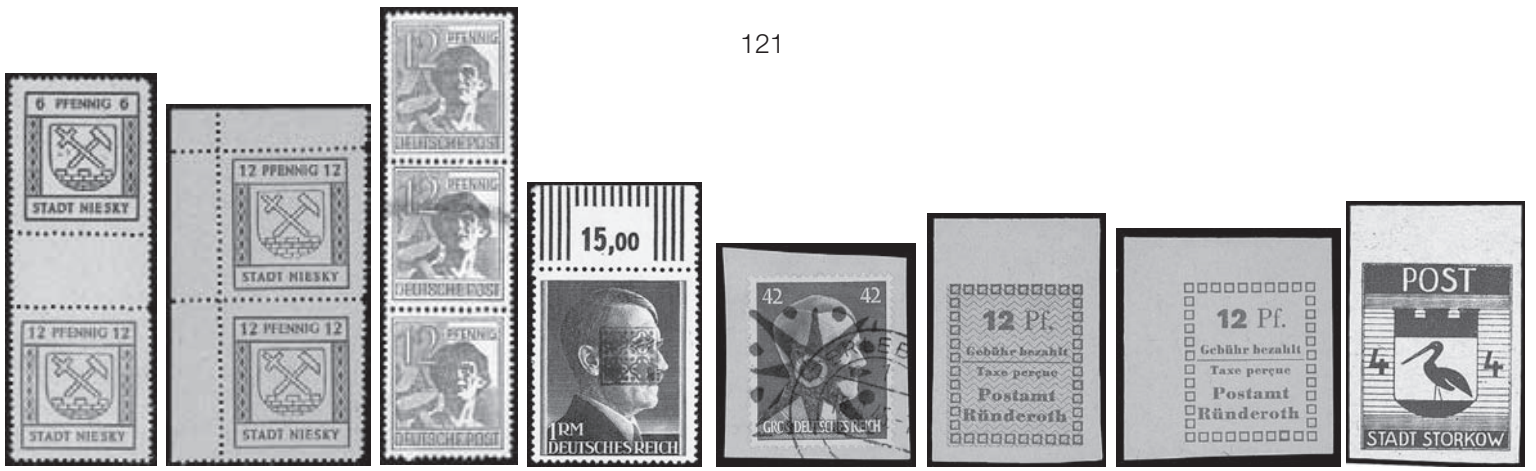 121
6 PFENNIG 6
STADT NIESKY
12 PFENNIG 12
STADT NIESKY
12 PFENNIG 12
STADT NIESKY
12 PFENNIG 12
STADT NIESKY
12 PFENNIG
DEUTSCHE POST
12 PFENNIG
DEUTSCHE POST
12 PFENNIG
DEUTSCHE POST
15,00
1RM
DEUTSCHES REICH
42 42
GROSSDEUTSCHES REICH
12 Pf.
Gebühr bezahlt
Taxe perçue
Postamt
Ründeroth
12 Pf.
Gebühr bezahlt
Taxe perçue
Postamt
Ründeroth
POST
4 4
STADT STORKOW